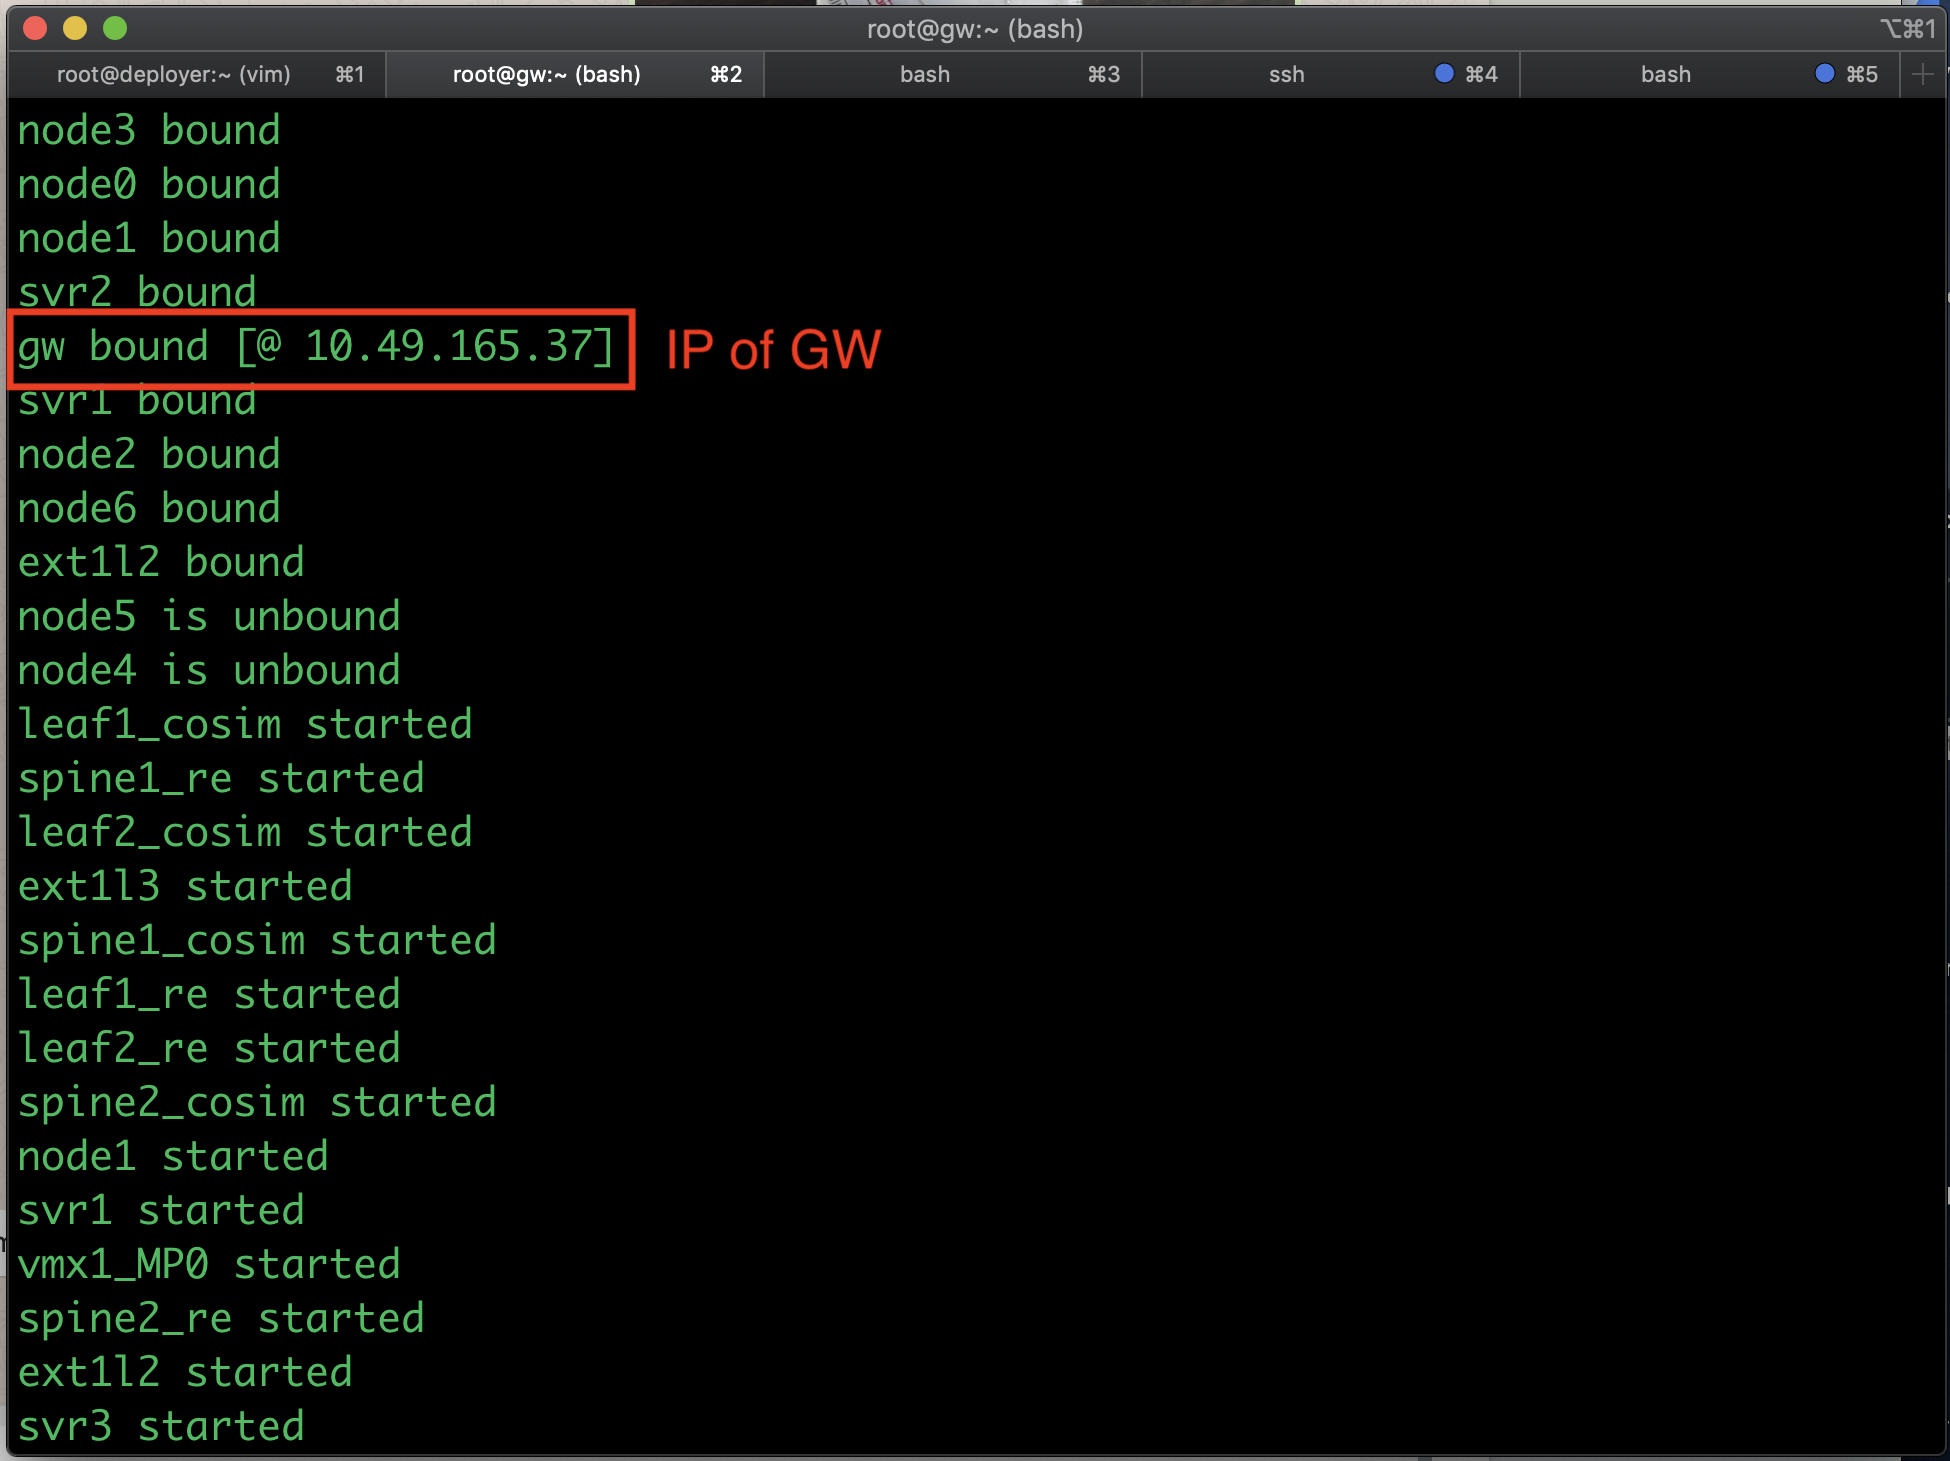 root@gw:~ (bash)
⌥⌘1
root@deployer:~ (vim) ⌘1
root@gw:~ (bash) ⌘2
bash ⌘3
ssh ⌘4
bash ⌘5
node3 bound
node0 bound
node1 bound
svr2 bound
gw bound [@ 10.49.165.37] IP of GW
svr1 bound
node2 bound
node6 bound
ext1l2 bound
node5 is unbound
node4 is unbound
leaf1_cosim started
spine1_re started
leaf2_cosim started
ext1l3 started
spine1_cosim started
leaf1_re started
leaf2_re started
spine2_cosim started
node1 started
svr1 started
vmx1_MP0 started
spine2_re started
ext1l2 started
svr3 started